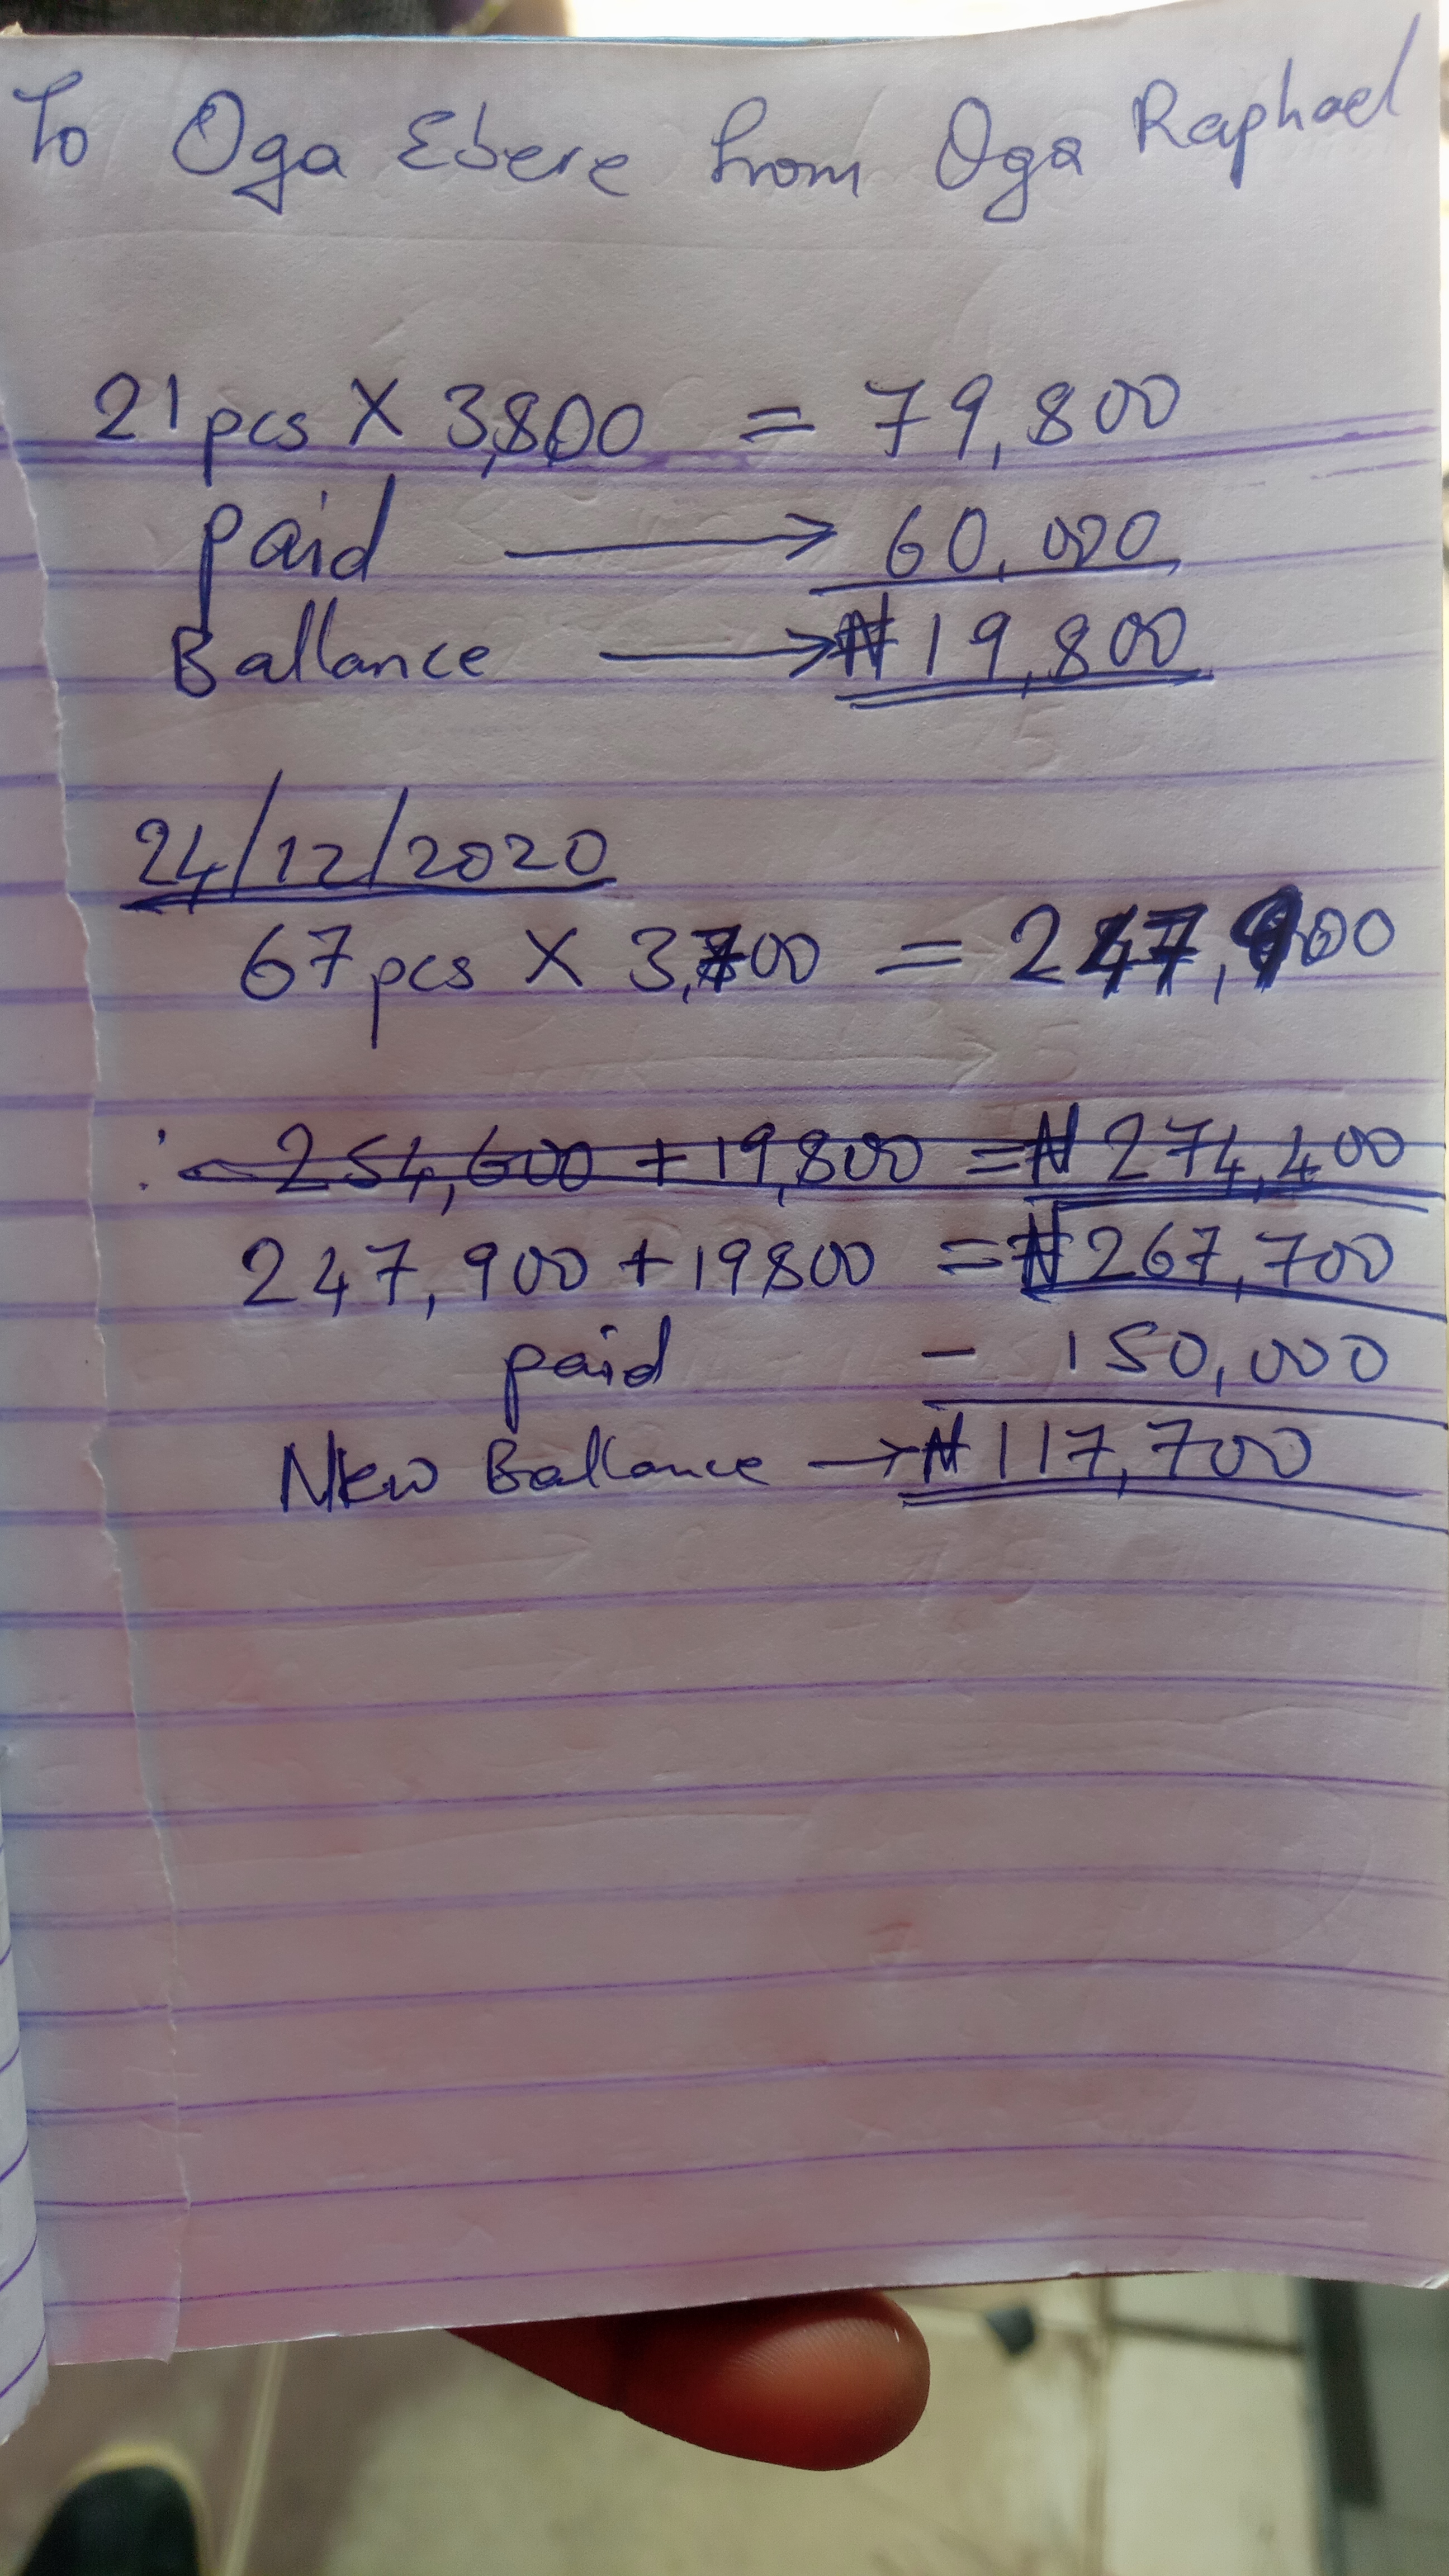 To Oga Ebere from Oga Raphael
21pcs X 3,800 = 79,800
Paid → 60,000
Ballance → ₦19,800
24/12/2020
67pcs X 3,700 = 247,900
∴ 254,600 + 19,800 = ₦274,400
247,900 + 19800 = ₦267,700
paid - 150,000
New Ballance → ₦117,700